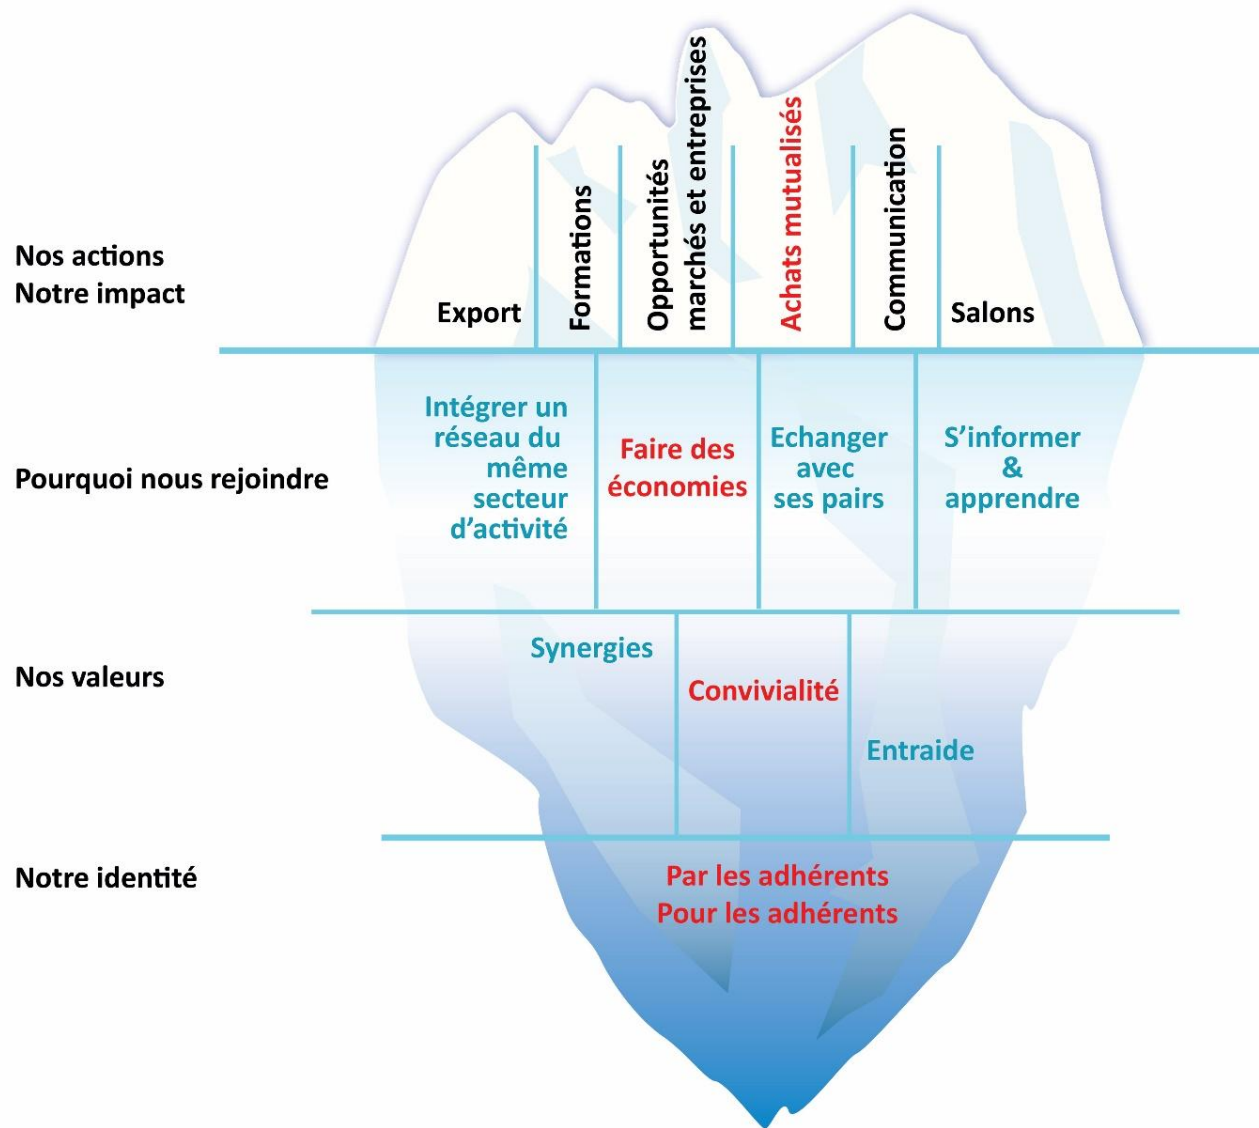 Nos actions
Notre impact
Export
Formations
Opportunités
marchés et entreprises
Achats mutualisés
Communication
Salons
Pourquoi nous rejoindre
Intégrer un
réseau du
même
secteur
d’activité
Faire des
économies
Echanger
avec
ses pairs
S’informer
&
apprendre
Nos valeurs
Synergies
Convivialité
Entraide
Notre identité
Par les adhérents
Pour les adhérents